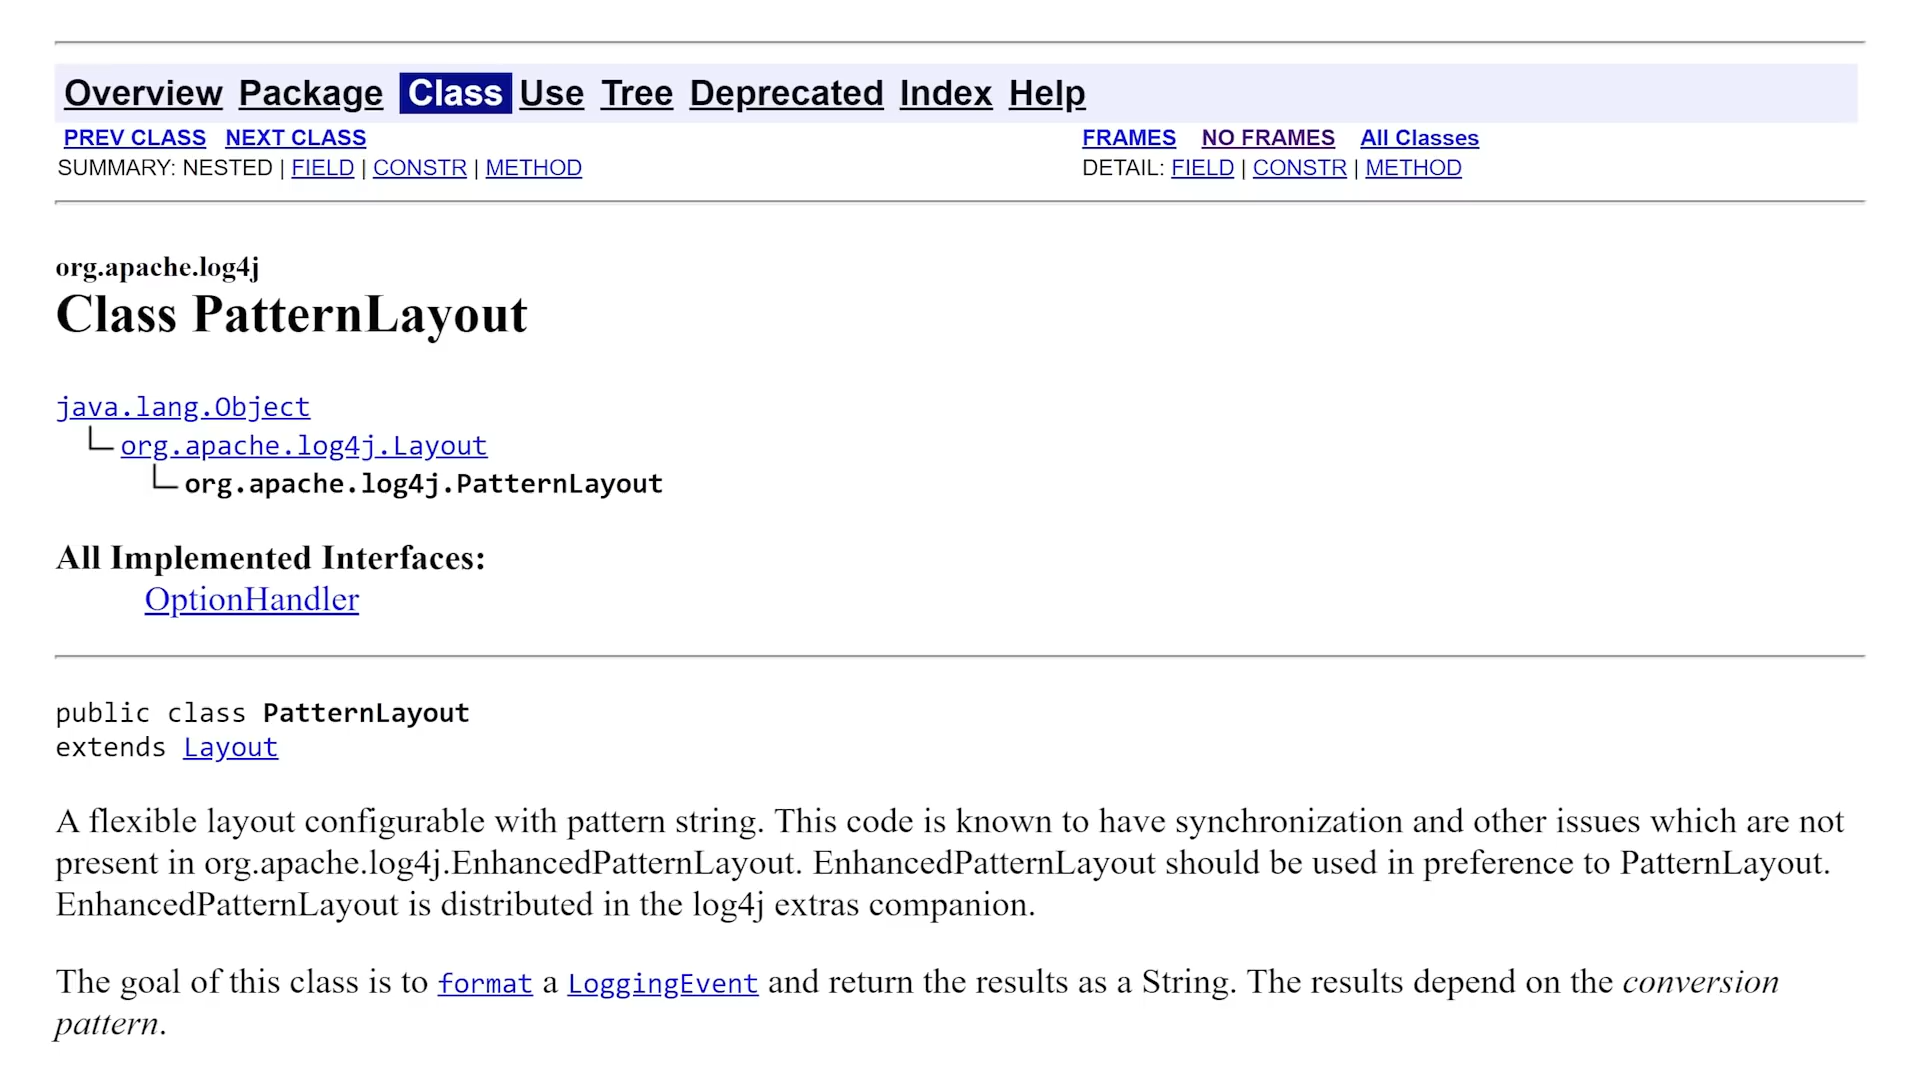 Overview Package Class Use Tree Deprecated Index Help
PREV CLASS NEXT CLASS FRAMES NO FRAMES All Classes
SUMMARY: NESTED | FIELD | CONSTR | METHOD DETAIL: FIELD | CONSTR | METHOD
org.apache.log4j
Class PatternLayout
java.lang.Object
org.apache.log4j.Layout
org.apache.log4j.PatternLayout
All Implemented Interfaces:
OptionHandler
public class PatternLayout
extends Layout
A flexible layout configurable with pattern string. This code is known to have synchronization and other issues which are not
present in org.apache.log4j.EnhancedPatternLayout. EnhancedPatternLayout should be used in preference to PatternLayout.
EnhancedPatternLayout is distributed in the log4j extras companion.
The goal of this class is to format a LoggingEvent and return the results as a String. The results depend on the conversion
pattern.